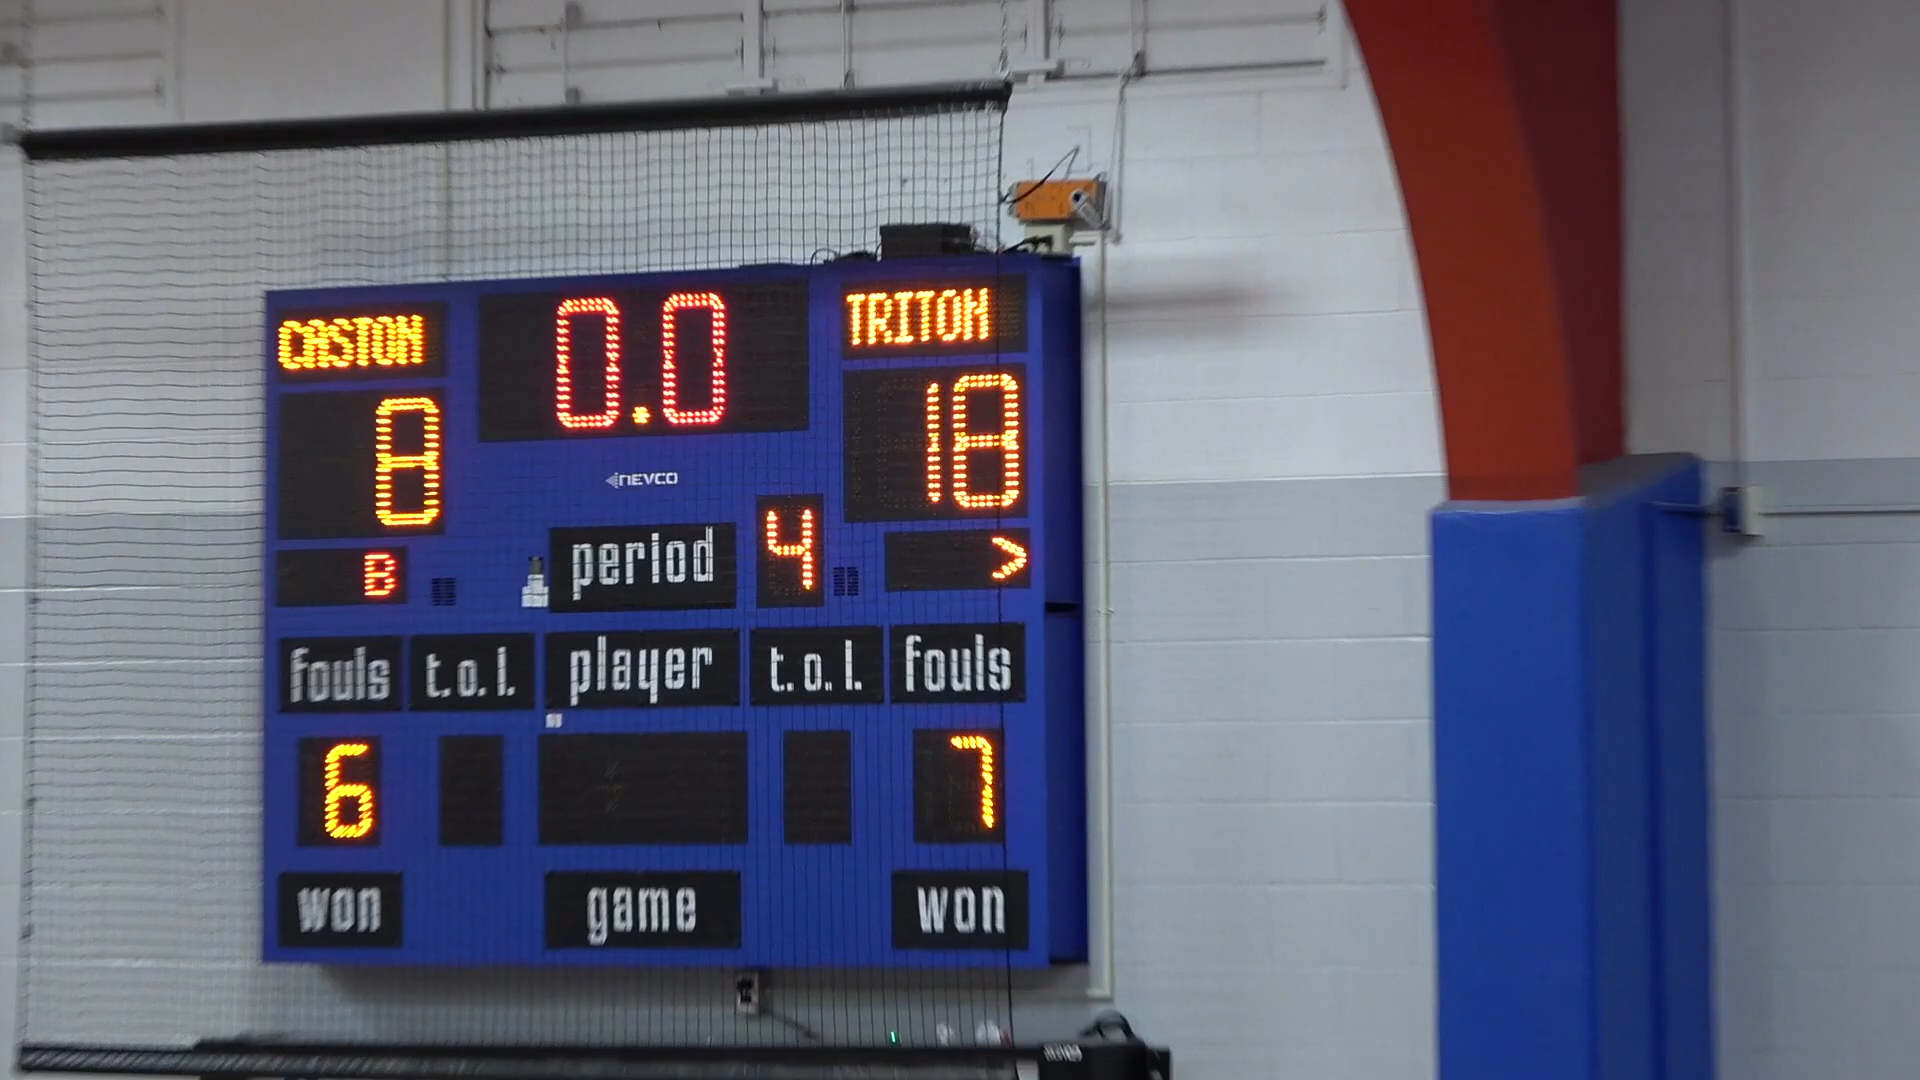 CASTON 0.0 TRITON
8 18
NEVCO
B period 4 >
fouls t.o.l. player t.o.l. fouls
6 7
won game won